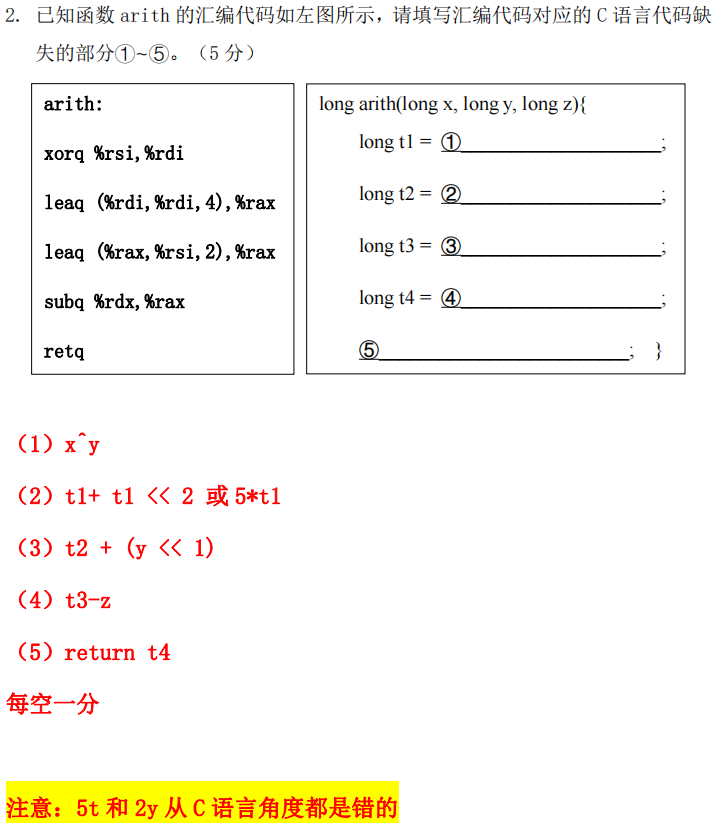 2. 已知函数 arith 的汇编代码如左图所示，请填写汇编代码对应的 C 语言代码缺
失的部分①~⑤。（5 分）
arith:
xorq %rsi,%rdi
leaq (%rdi,%rdi,4),%rax
leaq (%rax,%rsi,2),%rax
subq %rdx,%rax
retq
long arith(long x, long y, long z){
long t1 = ①____________________;
long t2 = ②____________________;
long t3 = ③____________________;
long t4 = ④____________________;
⑤_________________________; }
（1）x^y
（2）t1+ t1 << 2 或 5*t1
（3）t2 + (y << 1)
（4）t3-z
（5）return t4
每空一分
注意：5t 和 2y 从 C 语言角度都是错的